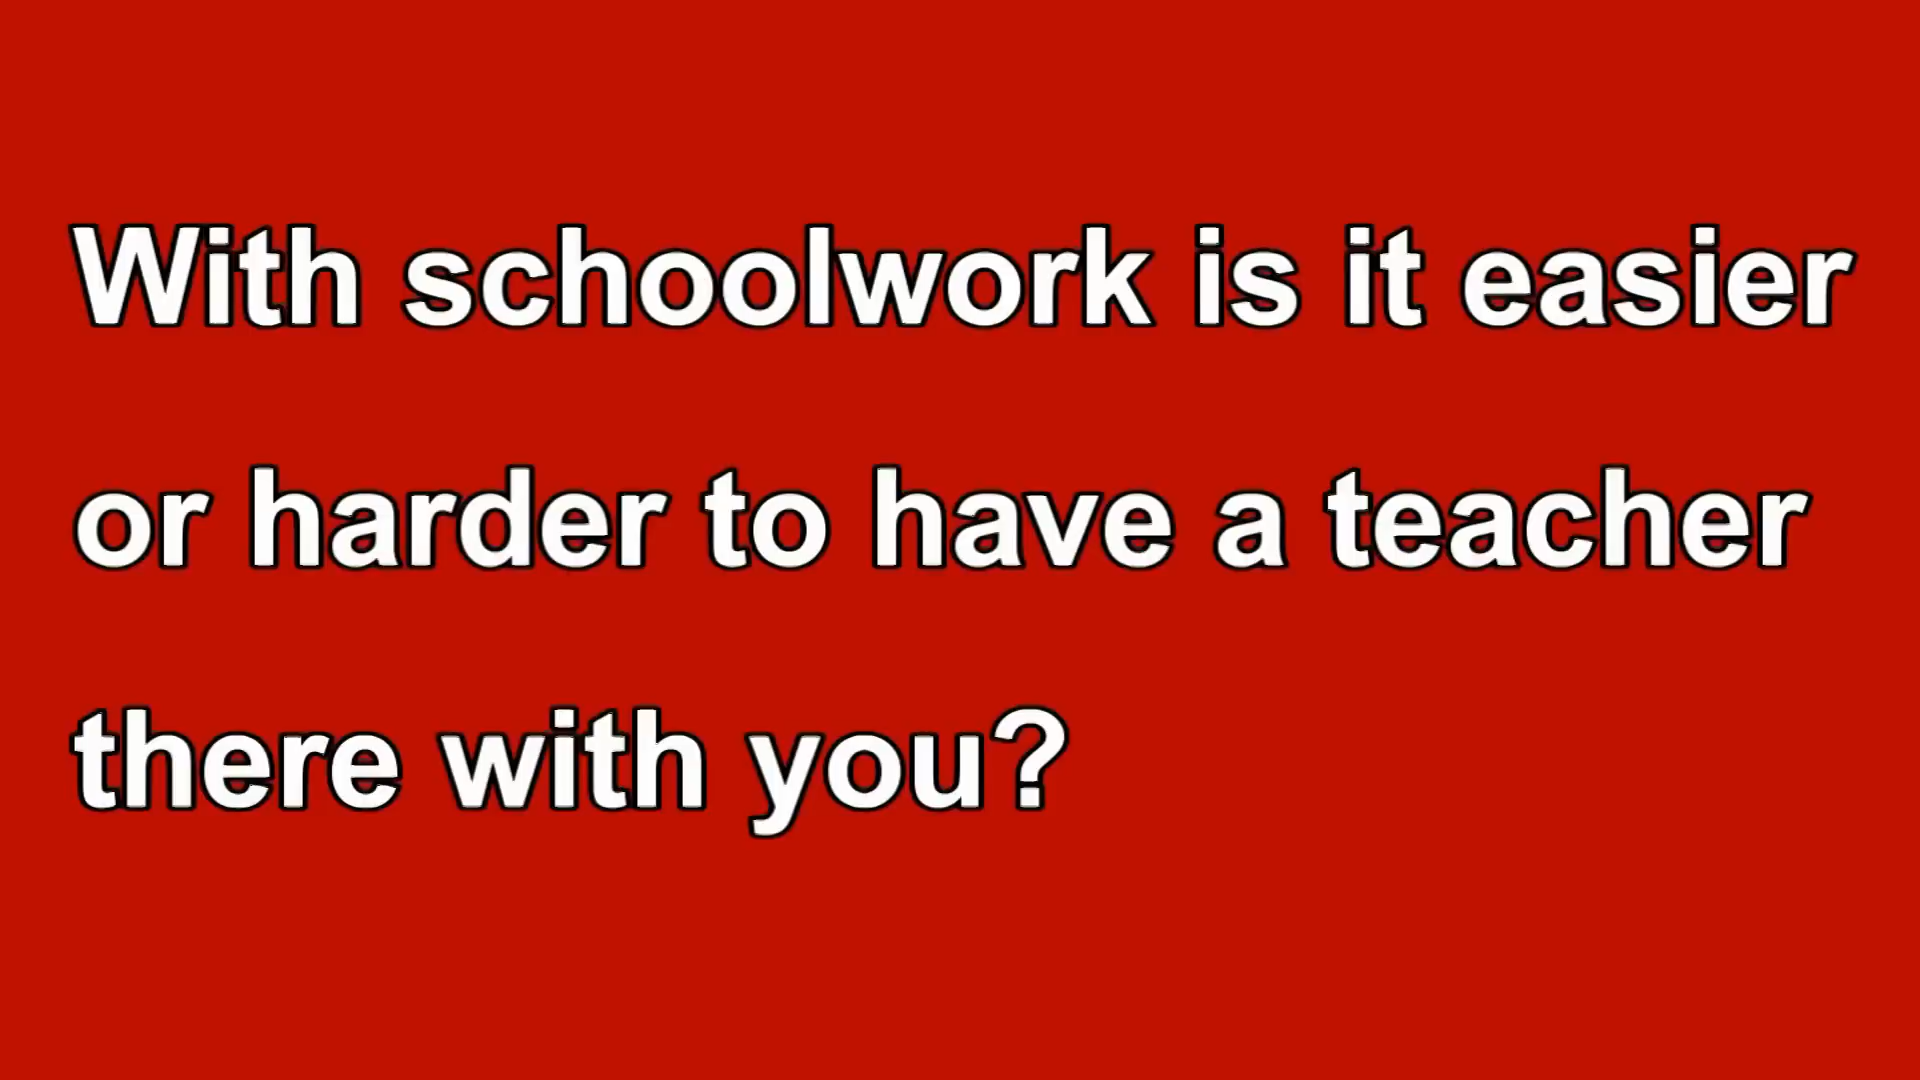 With schoolwork is it easier
or harder to have a teacher
there with you?